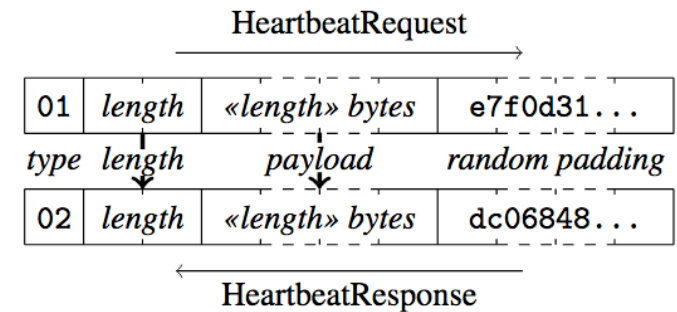 HeartbeatRequest
01 length «length» bytes e7f0d31...
type length payload random padding
02 length «length» bytes dc06848...
HeartbeatResponse